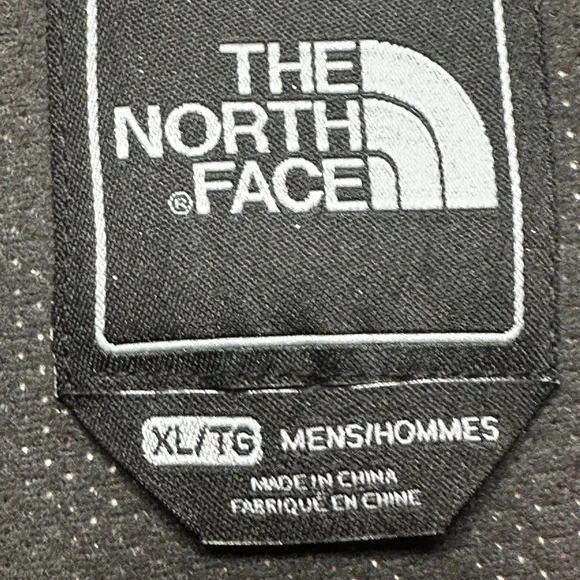 THE
NORTH
®FACE
XL/TG MENS/HOMMES
MADE IN CHINA
FABRIQUÉ EN CHINE